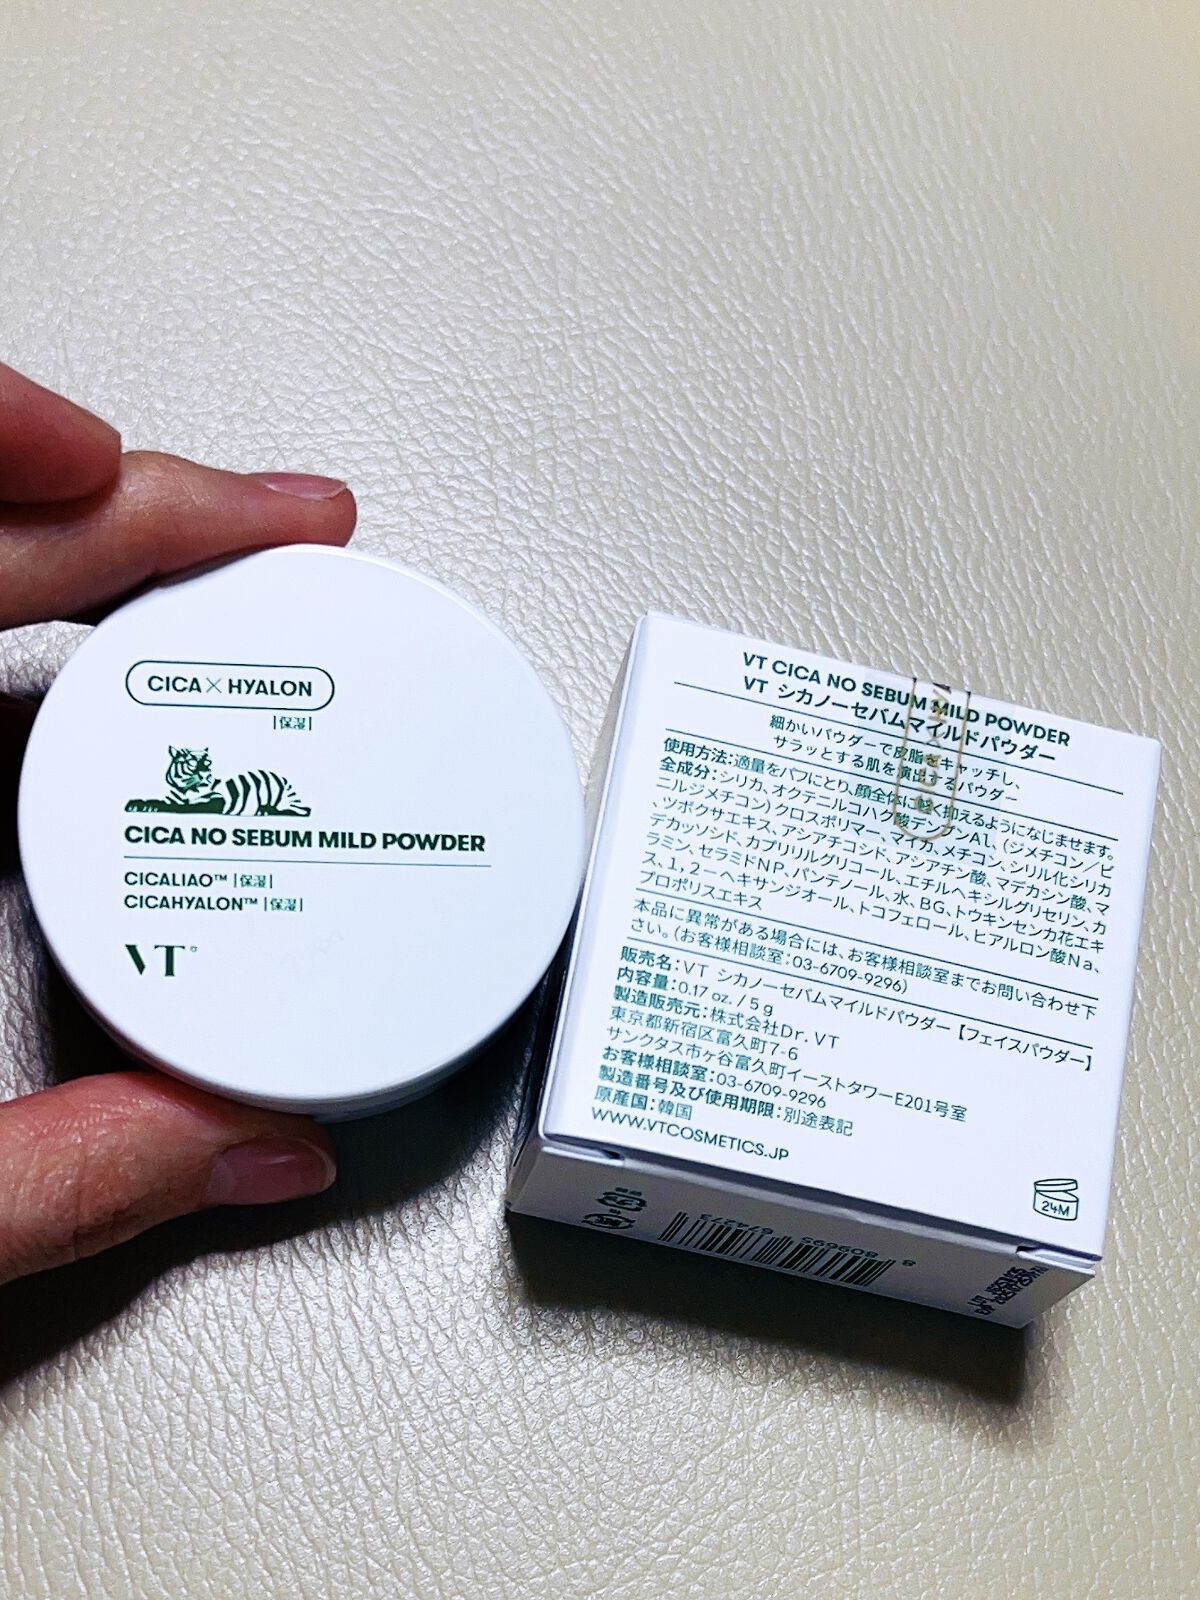 CICA×HYALON
|保湿|
CICA NO SEBUM MILD POWDER
CICALIAO™ |保湿|
CICAHYALON™ |保湿|
VT
VT CICA NO SEBUM MILD POWDER
VT シカノーセバムマイルドパウダー
細かいパウダーで皮脂をキャッチし、
サラッとする肌を演出するパウダー
使用方法:適量をパフにとり、顔全体に軽く抑えるようになじませます。
全成分:シリカ、オクテニルコハク酸デンプンAl、(ジメチコン/ビ
ニルジメチコン)クロスポリマー、マイカ、メチコン、シリル化シリカ
、ツボクサエキス、アシアチコシド、アシアチン酸、マデカシン酸、マ
デカッソシド、カプリリルグリコール、エチルヘキシルグリセリン、カ
ラミン、セラミドNP、パンテノール、水、BG、トウキンセンカ花エキ
ス、1,2-ヘキサンジオール、トコフェロール、ヒアルロン酸Na、
プロポリスエキス
本品に異常がある場合には、お客様相談室までお問い合わせ下
さい。(お客様相談室:03-6709-9296)
販売名:VT シカノーセバムマイルドパウダー【フェイスパウダー】
内容量:0.17 oz. / 5 g
製造販売元:株式会社Dr. VT
東京都新宿区富久町7-6
サンクタス市ヶ谷富久町イーストタワーE201号室
お客様相談室:03-6709-9296
製造番号及び使用期限:別途表記
原産国:韓国
WWW.VTCOSMETICS.JP
24M
8 809695 674273